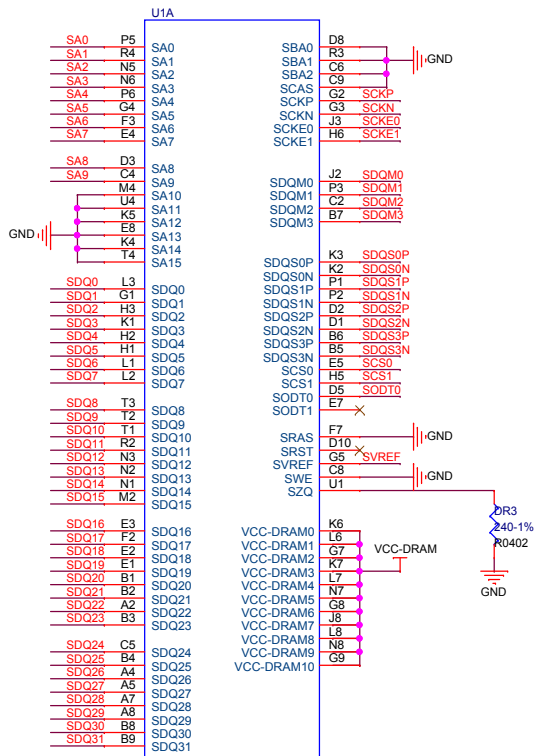 U1A
SA0 P5 SA0
SA1 R4 SA1
SA2 N5 SA2
SA3 N6 SA3
SA4 P6 SA4
SA5 G4 SA5
SA6 F3 SA6
SA7 E4 SA7
SA8 D3 SA8
SA9 C4 SA9
M4 SA10
U4 SA11
K5 SA12
GND E8 SA13
K4 SA14
T4 SA15
SDQ0 L3 SDQ0
SDQ1 G1 SDQ1
SDQ2 H3 SDQ2
SDQ3 K1 SDQ3
SDQ4 H2 SDQ4
SDQ5 H1 SDQ5
SDQ6 L1 SDQ6
SDQ7 L2 SDQ7
SDQ8 T3 SDQ8
SDQ9 T2 SDQ9
SDQ10 T1 SDQ10
SDQ11 R2 SDQ11
SDQ12 N3 SDQ12
SDQ13 N2 SDQ13
SDQ14 N1 SDQ14
SDQ15 M2 SDQ15
SDQ16 E3 SDQ16
SDQ17 F2 SDQ17
SDQ18 E2 SDQ18
SDQ19 E1 SDQ19
SDQ20 B1 SDQ20
SDQ21 B2 SDQ21
SDQ22 A2 SDQ22
SDQ23 B3 SDQ23
SDQ24 C5 SDQ24
SDQ25 B4 SDQ25
SDQ26 A4 SDQ26
SDQ27 A5 SDQ27
SDQ28 A7 SDQ28
SDQ29 A8 SDQ29
SDQ30 B8 SDQ30
SDQ31 B9 SDQ31
SBA0 D8
SBA1 R3 GND
SBA2 C6
SCAS C9
SCKP G2 SCKP
SCKN G3 SCKN
SCKE0 J3 SCKE0
SCKE1 H6 SCKE1
SDQM0 J2 SDQM0
SDQM1 P3 SDQM1
SDQM2 C2 SDQM2
SDQM3 B7 SDQM3
SDQS0P K3 SDQS0P
SDQS0N K2 SDQS0N
SDQS1P P1 SDQS1P
SDQS1N P2 SDQS1N
SDQS2P D2 SDQS2P
SDQS2N D1 SDQS2N
SDQS3P B6 SDQS3P
SDQS3N B5 SDQS3N
SCS0 E5 SCS0
SCS1 H5 SCS1
SODT0 D5 SODT0
SODT1 E7
SRAS F7 GND
SRST D10
SVREF G5 SVREF
SWE C8 GND
SZQ U1
DR3
240-1%
R0402
GND
VCC-DRAM0 K6
VCC-DRAM1 L6
VCC-DRAM2 G7
VCC-DRAM3 K7 VCC-DRAM
VCC-DRAM4 L7
VCC-DRAM5 N7
VCC-DRAM6 G8
VCC-DRAM7 J8
VCC-DRAM8 L8
VCC-DRAM9 N8
VCC-DRAM10 G9